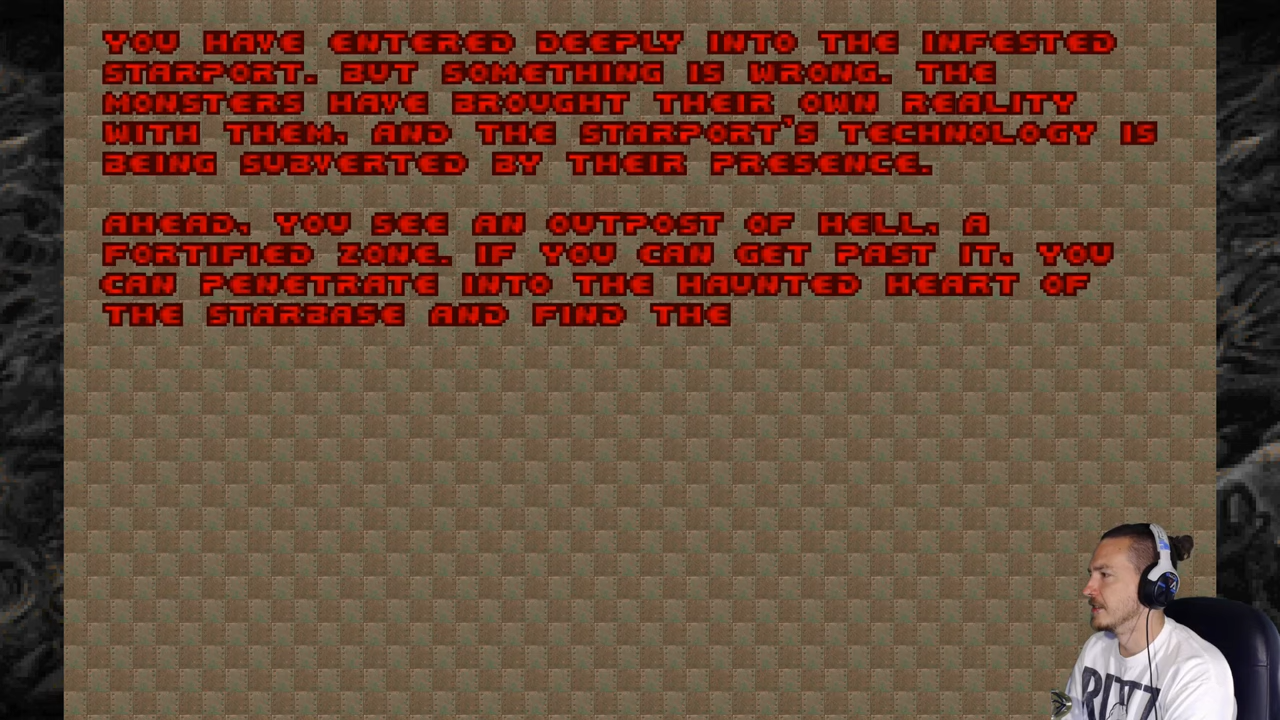 YOU HAVE ENTERED DEEPLY INTO THE INFESTED
STARPORT. BUT SOMETHING IS WRONG. THE
MONSTERS HAVE BROUGHT THEIR OWN REALITY
WITH THEM, AND THE STARPORT'S TECHNOLOGY IS
BEING SUBVERTED BY THEIR PRESENCE.
AHEAD, YOU SEE AN OUTPOST OF HELL, A
FORTIFIED ZONE. IF YOU CAN GET PAST IT, YOU
CAN PENETRATE INTO THE HAUNTED HEART OF
THE STARBASE AND FIND THE